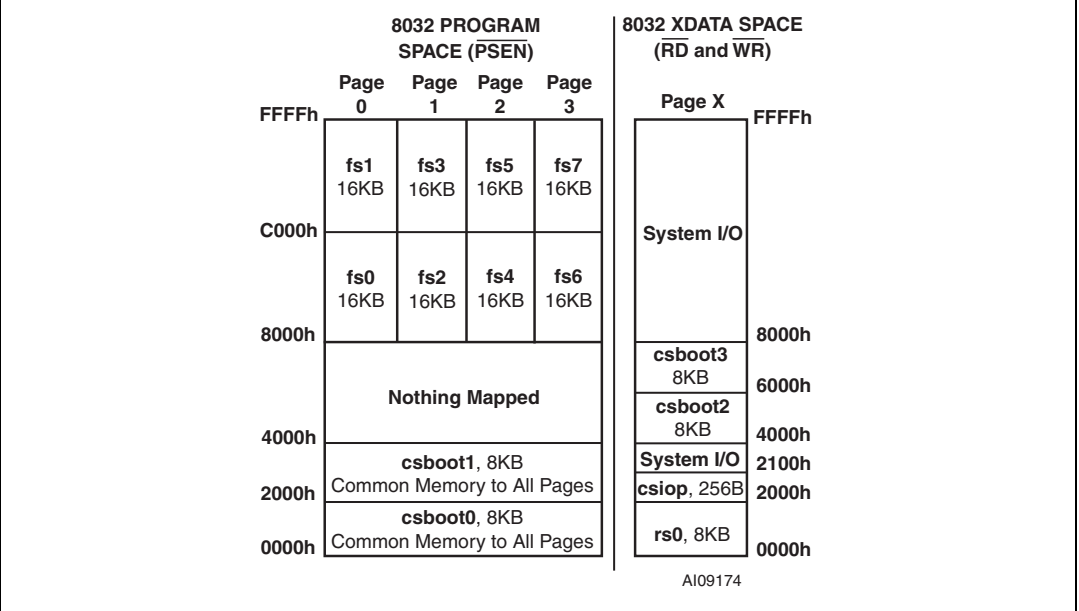 8032 PROGRAM
SPACE (PSEN)
Page 0
Page 1
Page 2
Page 3
FFFFh
fs1
16KB
fs3
16KB
fs5
16KB
fs7
16KB
C000h
fs0
16KB
fs2
16KB
fs4
16KB
fs6
16KB
8000h
Nothing Mapped
4000h
csboot1, 8KB
Common Memory to All Pages
2000h
csboot0, 8KB
Common Memory to All Pages
0000h
8032 XDATA SPACE
(RD and WR)
Page X
FFFFh
System I/O
8000h
csboot3
8KB
6000h
csboot2
8KB
4000h
System I/O
2100h
csiop, 256B
2000h
rs0, 8KB
0000h
AI09174